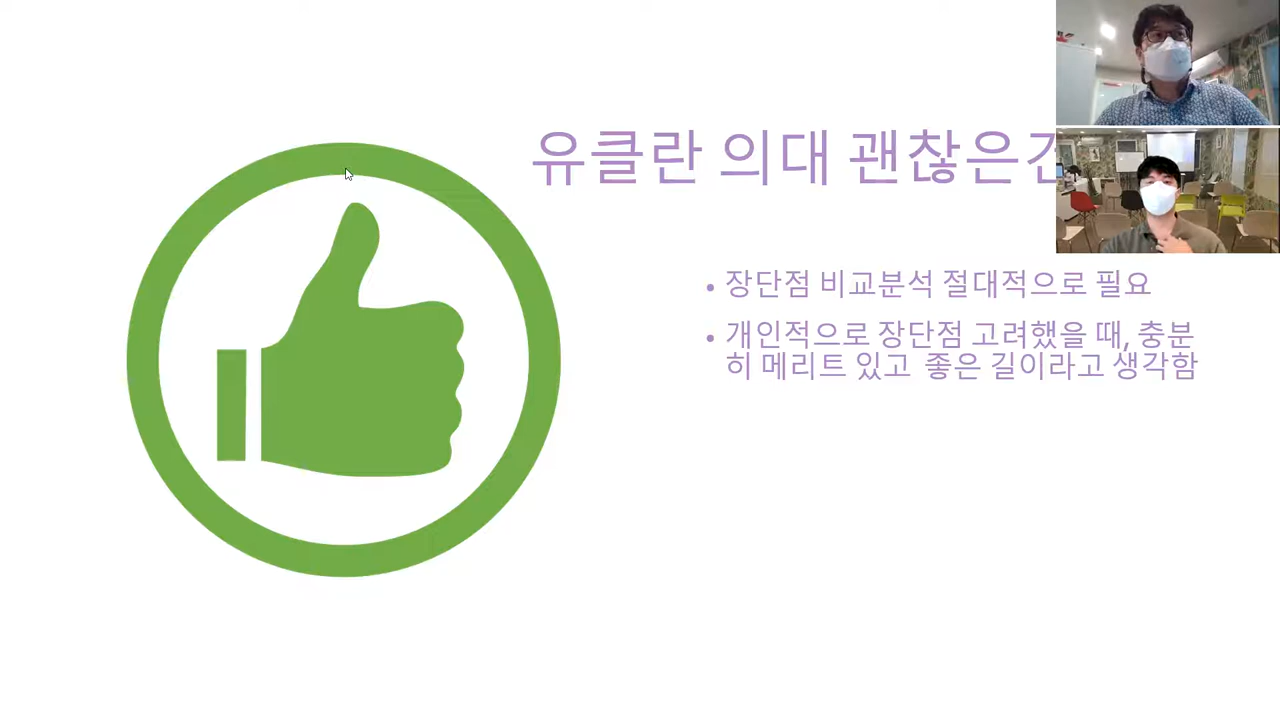 유클란 의대 괜찮은
• 장단점 비교분석 절대적으로 필요
• 개인적으로 장단점 고려했을 때, 충분
히 메리트 있고 좋은 길이라고 생각함